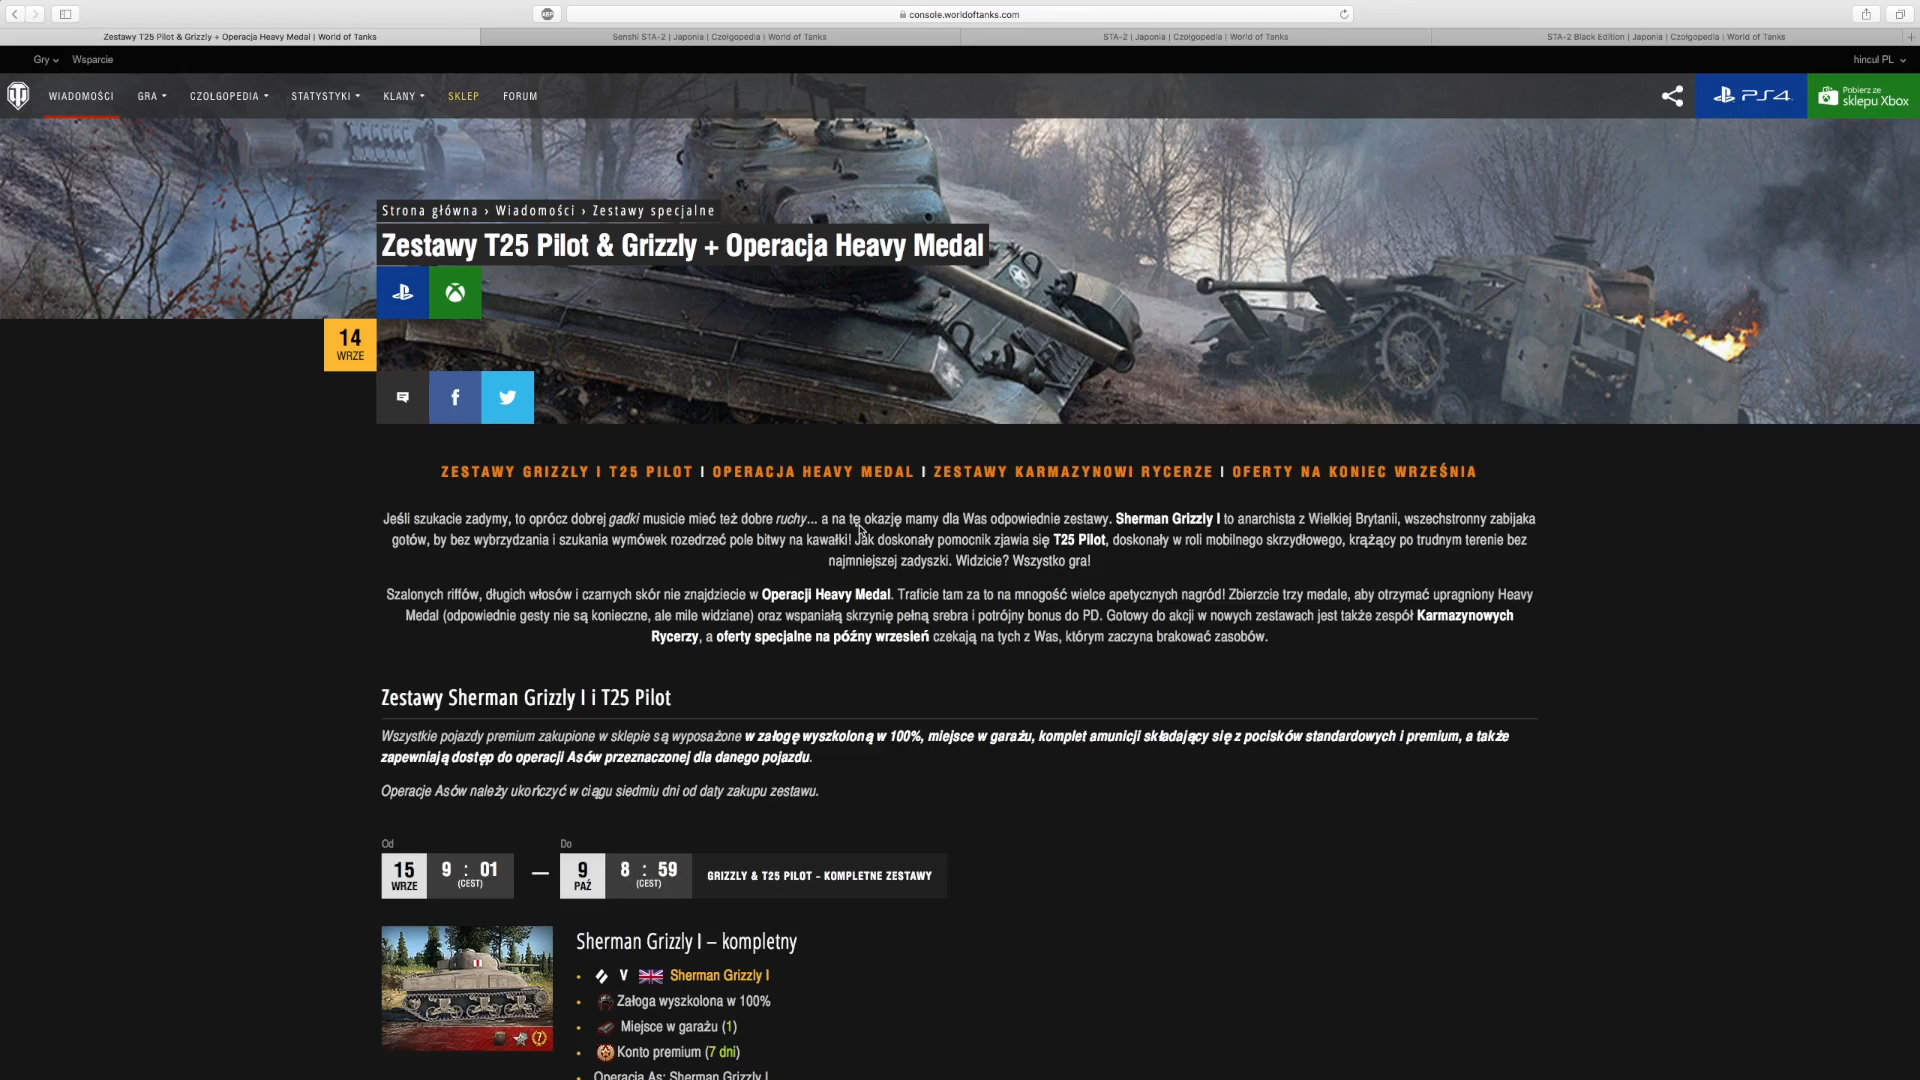 ABP
console.worldoftanks.com
Zestawy T25 Pilot & Grizzly + Operacja Heavy Medal | World of Tanks
Senshi STA-2 | Japonia | Czołgopedia | World of Tanks
STA-2 | Japonia | Czołgopedia | World of Tanks
STA-2 Black Edition | Japonia | Czołgopedia | World of Tanks
Gry
Wsparcie
hincul PL
WIADOMOŚCI
GRA
CZOŁGOPEDIA
STATYSTYKI
KLANY
SKLEP
FORUM
PS4
Pobierz ze
sklepu Xbox
Strona główna › Wiadomości › Zestawy specjalne
Zestawy T25 Pilot & Grizzly + Operacja Heavy Medal
14
WRZE
ZESTAWY GRIZZLY I T25 PILOT | OPERACJA HEAVY MEDAL | ZESTAWY KARMAZYNOWI RYCERZE | OFERTY NA KONIEC WRZEŚNIA
Jeśli szukacie zadymy, to oprócz dobrej gadki musicie mieć też dobre ruchy... a na tę okazję mamy dla Was odpowiednie zestawy. Sherman Grizzly I to anarchista z Wielkiej Brytanii, wszechstronny zabijaka
gotów, by bez wybrzydzania i szukania wymówek rozedrzeć pole bitwy na kawałki! Jak doskonały pomocnik zjawia się T25 Pilot, doskonały w roli mobilnego skrzydłowego, krążący po trudnym terenie bez
najmniejszej zadyszki. Widzicie? Wszystko gra!
Szalonych riffów, długich włosów i czarnych skór nie znajdziecie w Operacji Heavy Medal. Traficie tam za to na mnogość wielce apetycznych nagród! Zbierzcie trzy medale, aby otrzymać upragniony Heavy
Medal (odpowiednie gesty nie są konieczne, ale mile widziane) oraz wspaniałą skrzynię pełną srebra i potrójny bonus do PD. Gotowy do akcji w nowych zestawach jest także zespół Karmazynowych
Rycerzy, a oferty specjalne na późny wrzesień czekają na tych z Was, którym zaczyna brakować zasobów.
Zestawy Sherman Grizzly I i T25 Pilot
Wszystkie pojazdy premium zakupione w sklepie są wyposażone w załogę wyszkoloną w 100%, miejsce w garażu, komplet amunicji składający się z pocisków standardowych i premium, a także
zapewniają dostęp do operacji Asów przeznaczonej dla danego pojazdu.
Operacje Asów należy ukończyć w ciągu siedmiu dni od daty zakupu zestawu.
Od
Do
15
WRZE
9 : 01
(CEST)
—
9
PAŹ
8 : 59
(CEST)
GRIZZLY & T25 PILOT – KOMPLETNE ZESTAWY
Sherman Grizzly I – kompletny
V Sherman Grizzly I
Załoga wyszkolona w 100%
Miejsce w garażu (1)
Konto premium (7 dni)
Operacja As: Sherman Grizzly I
7